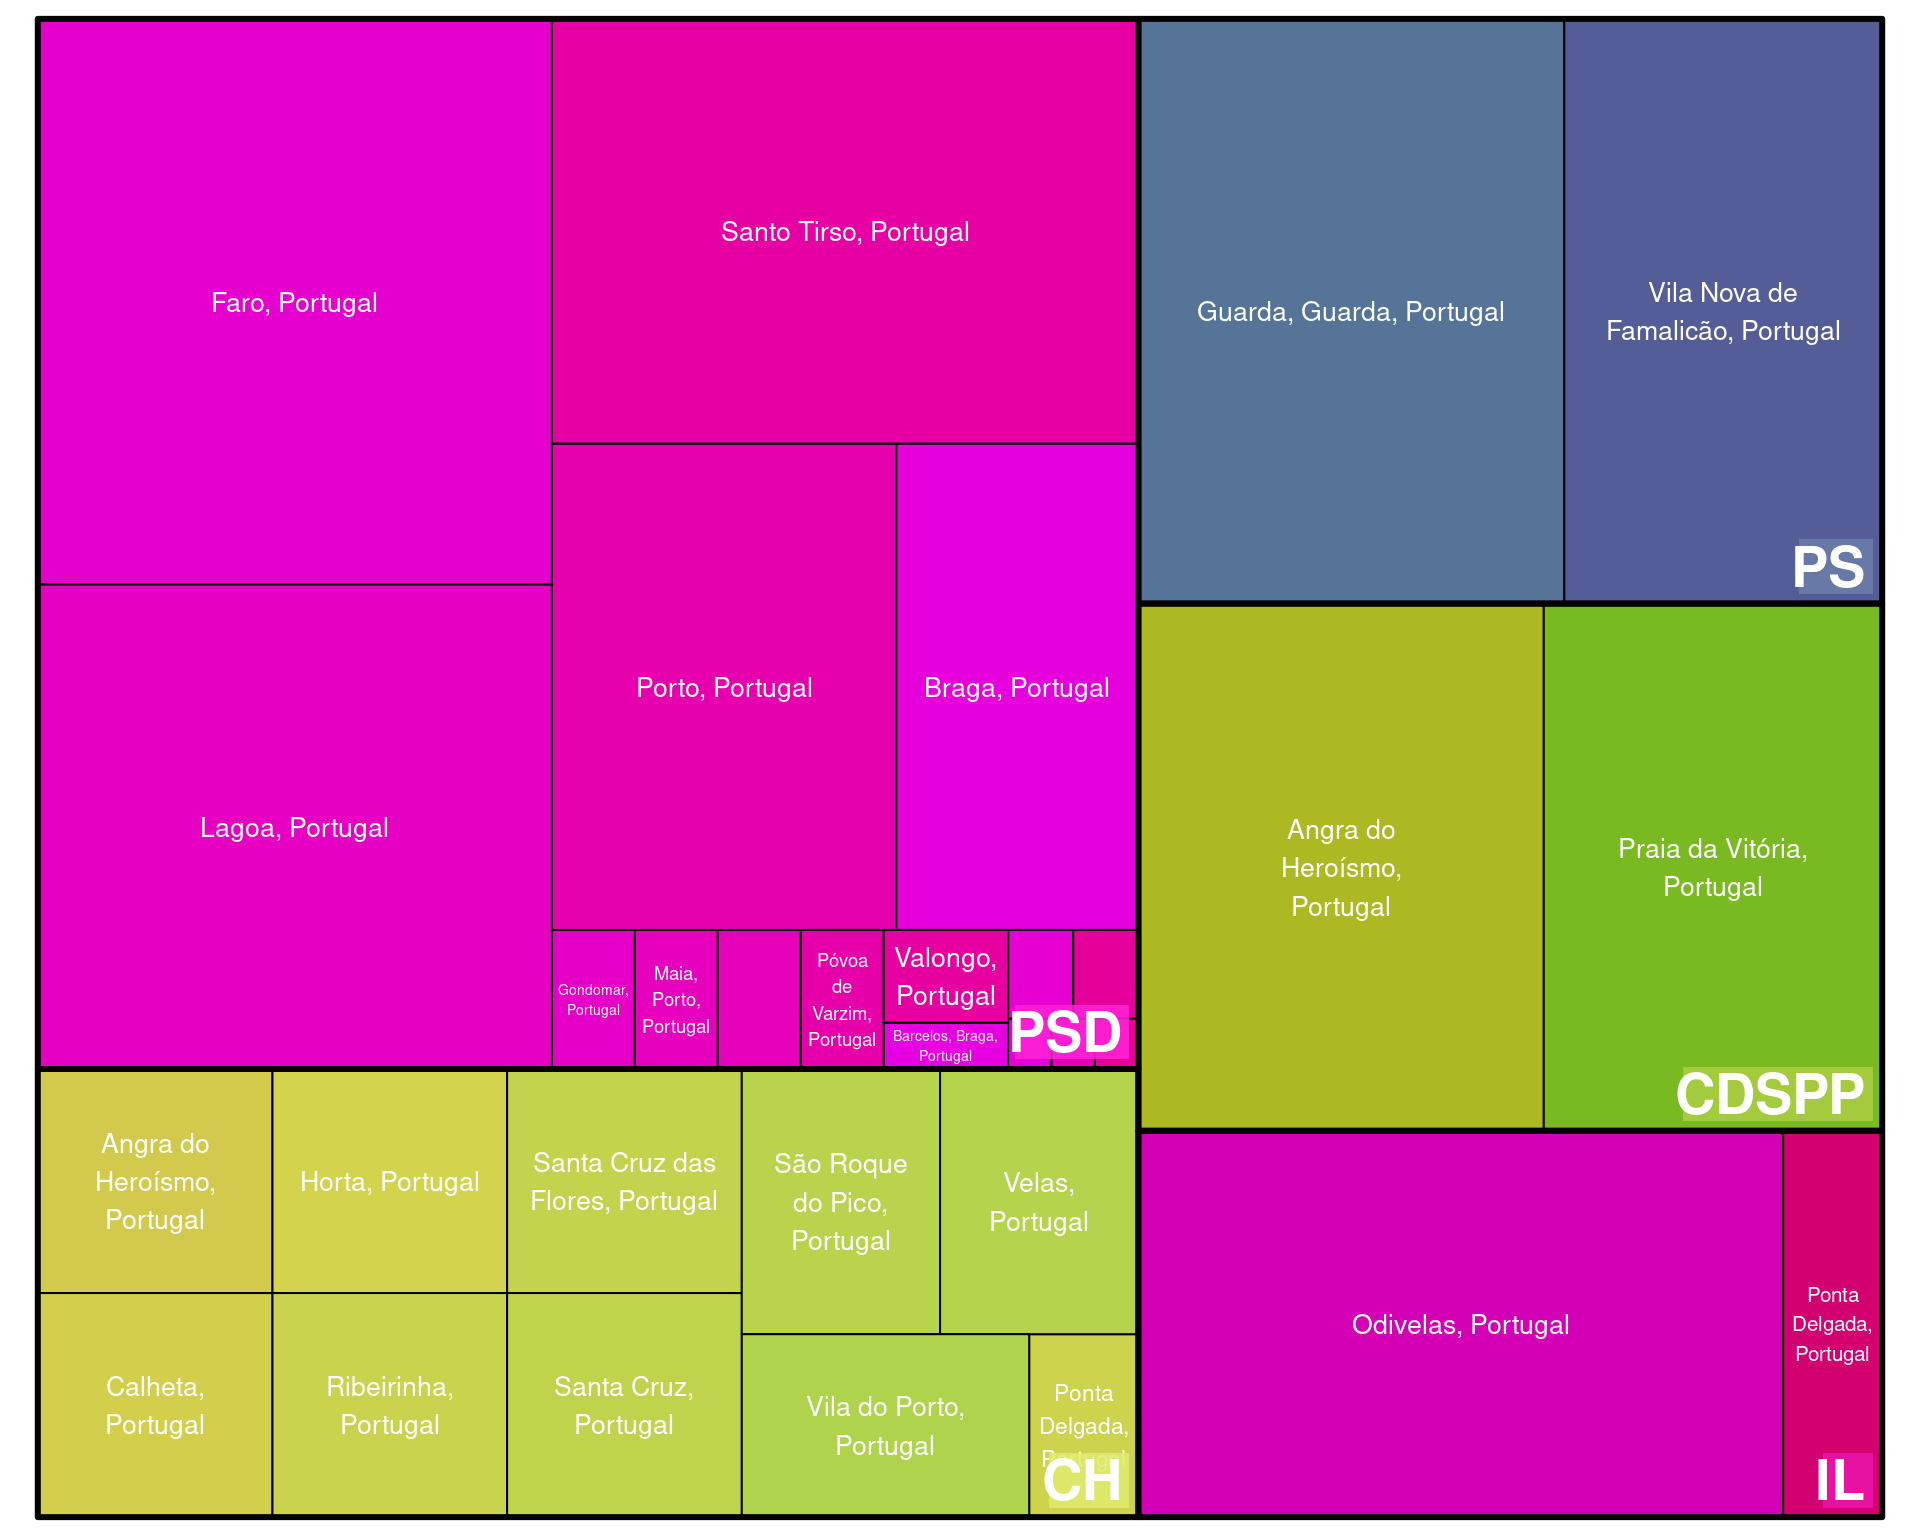 Faro, Portugal
Santo Tirso, Portugal
Lagoa, Portugal
Porto, Portugal
Braga, Portugal
Gondomar,
Portugal
Maia,
Porto,
Portugal
Póvoa
de
Varzim,
Portugal
Valongo,
Portugal
Barcelos, Braga,
Portugal
PSD
Guarda, Guarda, Portugal
Vila Nova de
Famalicão, Portugal
PS
Angra do
Heroísmo,
Portugal
Praia da Vitória,
Portugal
CDSPP
Angra do
Heroísmo,
Portugal
Horta, Portugal
Santa Cruz das
Flores, Portugal
São Roque
do Pico,
Portugal
Velas,
Portugal
Calheta,
Portugal
Ribeirinha,
Portugal
Santa Cruz,
Portugal
Vila do Porto,
Portugal
Ponta
Delgada,
Portugal
CH
Odivelas, Portugal
Ponta
Delgada,
Portugal
IL